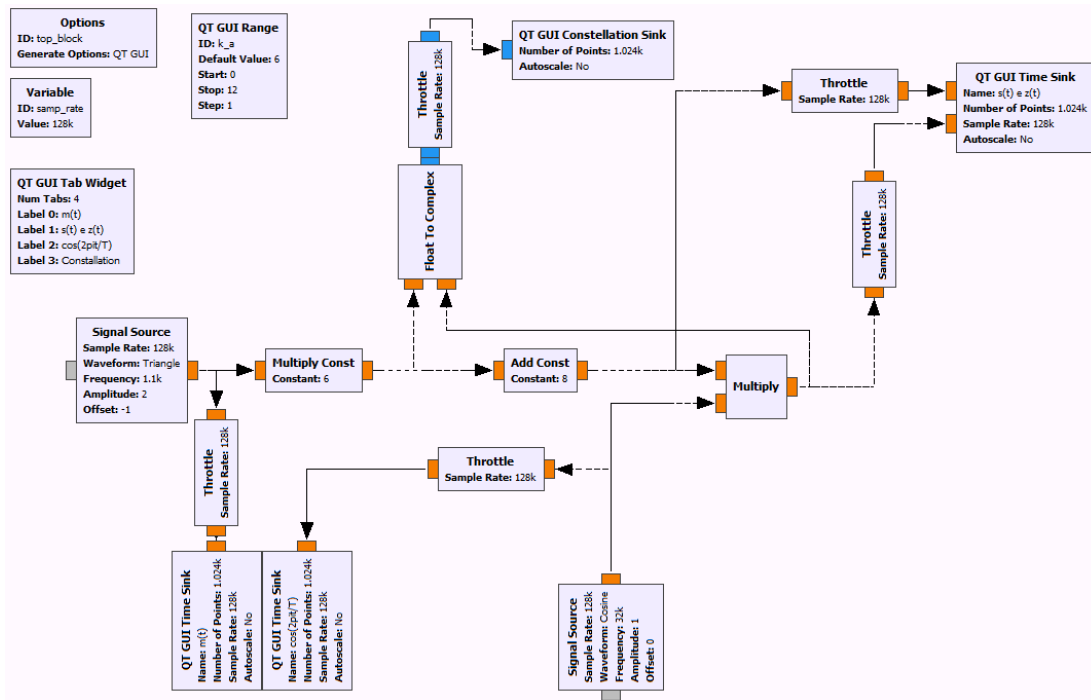 Options
ID: top_block
Generate Options: QT GUI
Variable
ID: samp_rate
Value: 128k
QT GUI Range
ID: k_a
Default Value: 6
Start: 0
Stop: 12
Step: 1
QT GUI Tab Widget
Num Tabs: 4
Label 0: m(t)
Label 1: s(t) e z(t)
Label 2: cos(2pit/T)
Label 3: Constallation
Throttle
Sample Rate: 128k
Float To Complex
QT GUI Constellation Sink
Number of Points: 1.024k
Autoscale: No
Throttle
Sample Rate: 128k
QT GUI Time Sink
Name: s(t) e z(t)
Number of Points: 1.024k
Sample Rate: 128k
Autoscale: No
Throttle
Sample Rate: 128k
Signal Source
Sample Rate: 128k
Waveform: Triangle
Frequency: 1.1k
Amplitude: 2
Offset: -1
Multiply Const
Constant: 6
Add Const
Constant: 8
Multiply
Throttle
Sample Rate: 128k
Throttle
Sample Rate: 128k
QT GUI Time Sink
Name: m(t)
Number of Points: 1.024k
Sample Rate: 128k
Autoscale: No
QT GUI Time Sink
Name: cos(2pit/T)
Number of Points: 1.024k
Sample Rate: 128k
Autoscale: No
Signal Source
Sample Rate: 128k
Waveform: Cosine
Frequency: 32k
Amplitude: 1
Offset: 0